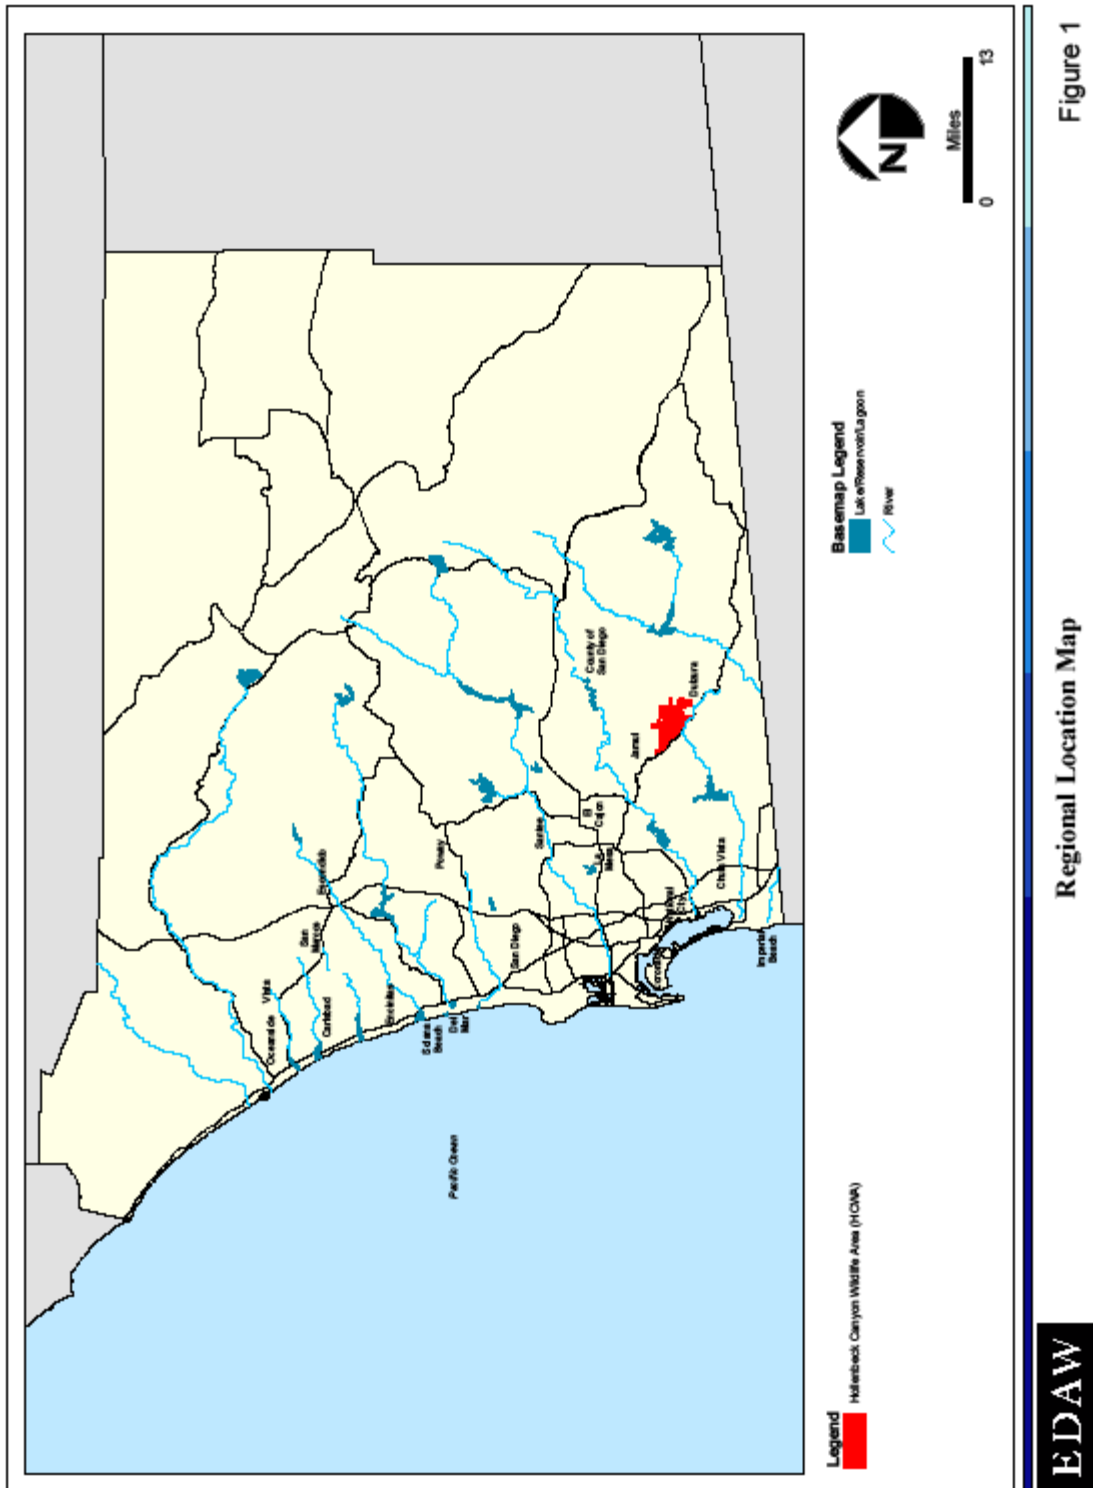 Oceanside
Vista
San
Marcos
Escondido
Carlsbad
Encinitas
Solana
Beach
Del
Mar
Poway
San Diego
Santee
El
Cajon
La
Mesa
County of
San Diego
Jamul
Dulzura
National
City
Coronado
Chula Vista
Imperial
Beach
Pacific Ocean
Legend
Hollenbeck Canyon Wildlife Area (HCWA)
Basemap Legend
Lake/Reservoir/Lagoon
River
N
Miles
0
13
EDAW
Regional Location Map
Figure 1